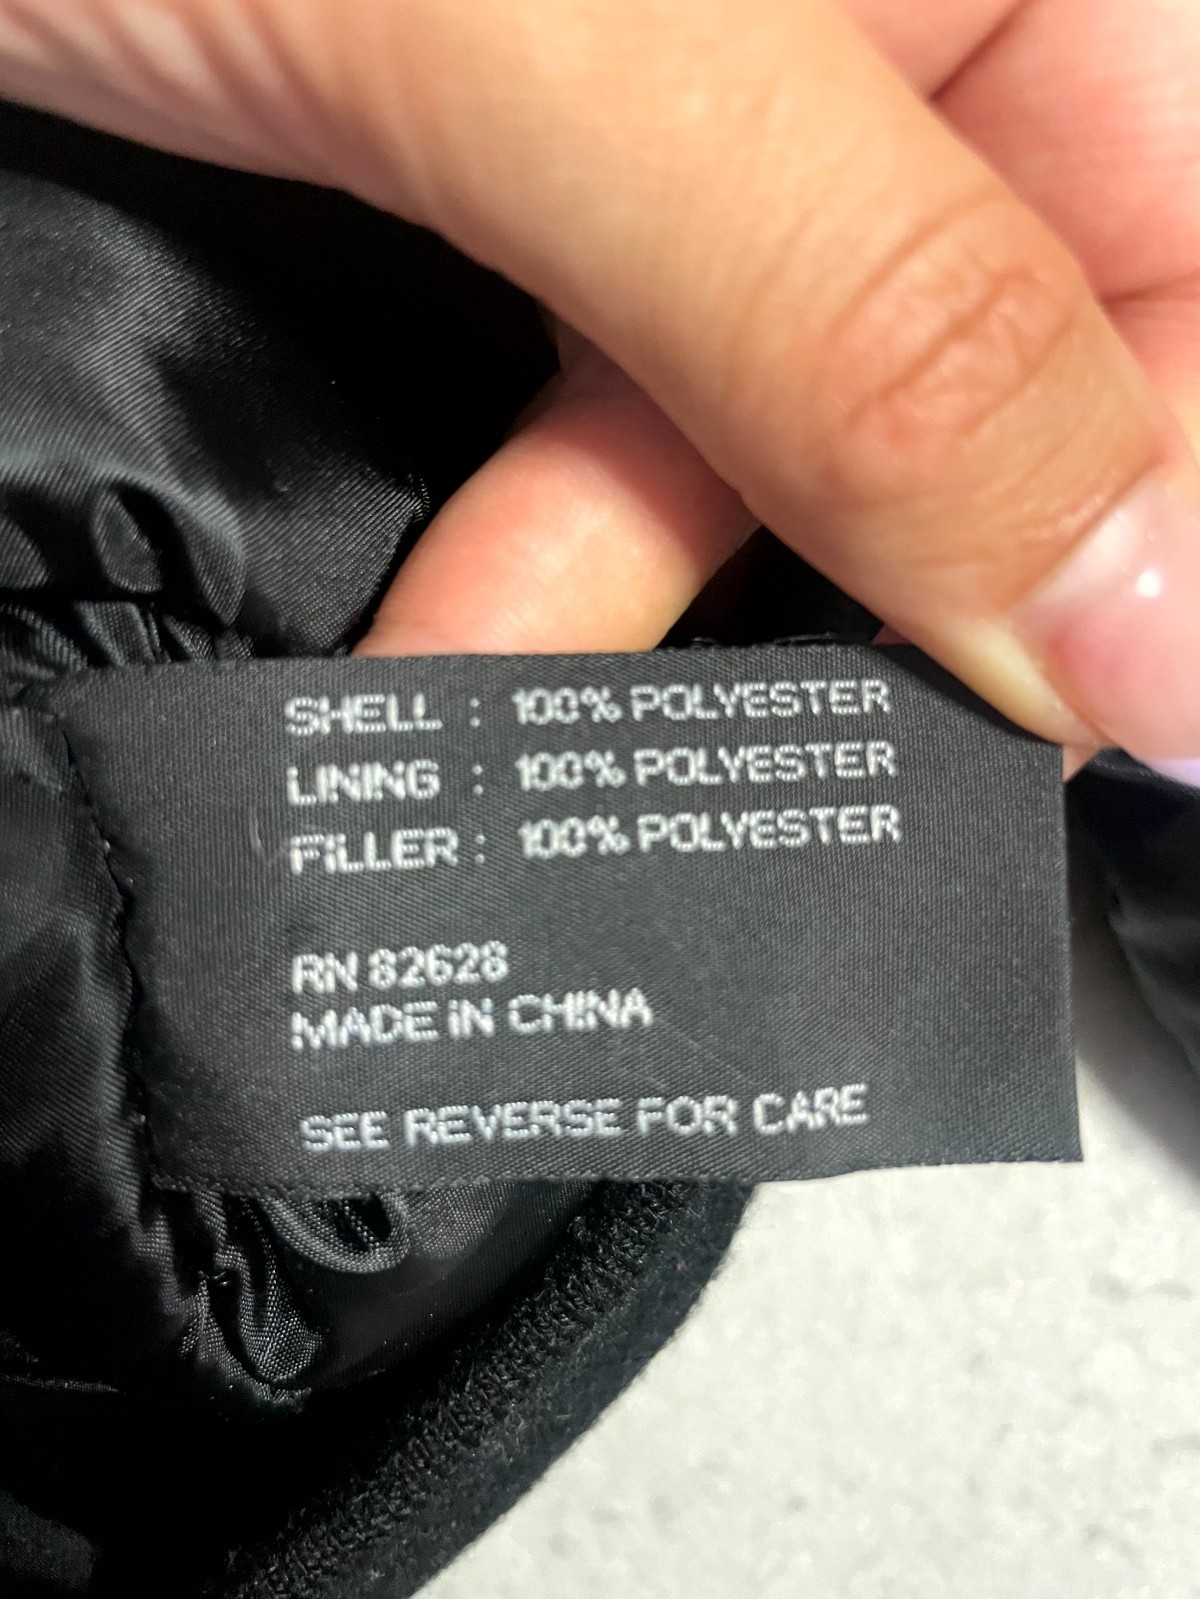 SHELL : 100% POLYESTER
LINING : 100% POLYESTER
FILLER : 100% POLYESTER
RN 82628
MADE IN CHINA
SEE REVERSE FOR CARE